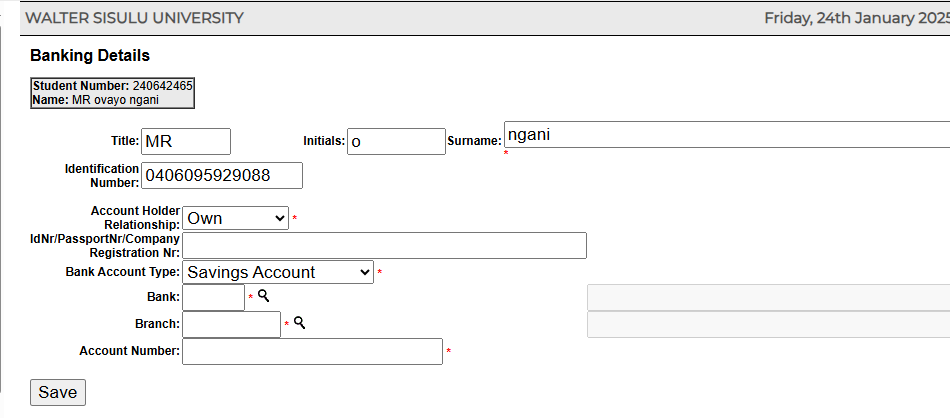 WALTER SISULU UNIVERSITY Friday, 24th January 2025
Banking Details
Student Number: 240642465
Name: MR ovayo ngani
Title: MR Initials: o Surname: ngani
*
Identification Number: 0406095929088
Account Holder Relationship: Own *
IdNr/PassportNr/Company Registration Nr:
Bank Account Type: Savings Account *
Bank: *
Branch: *
Account Number: *
Save